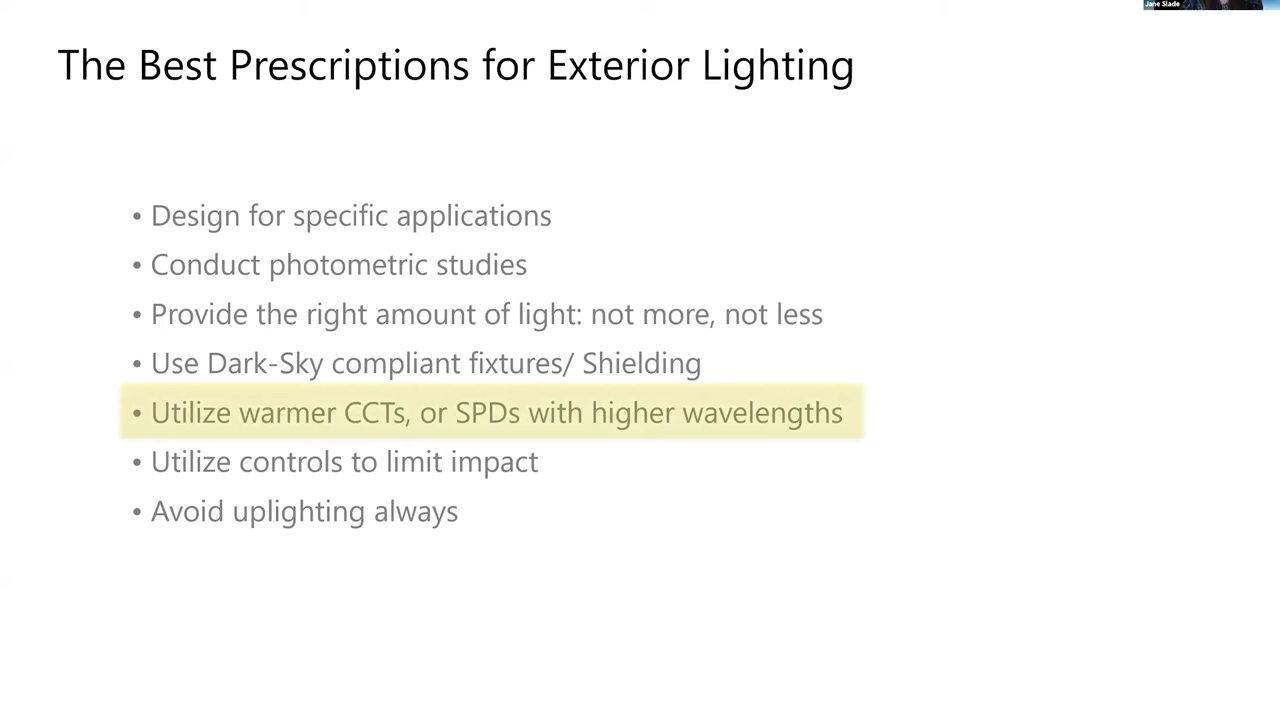 Jane Slade
The Best Prescriptions for Exterior Lighting
• Design for specific applications
• Conduct photometric studies
• Provide the right amount of light: not more, not less
• Use Dark-Sky compliant fixtures/ Shielding
• Utilize warmer CCTs, or SPDs with higher wavelengths
• Utilize controls to limit impact
• Avoid uplighting always